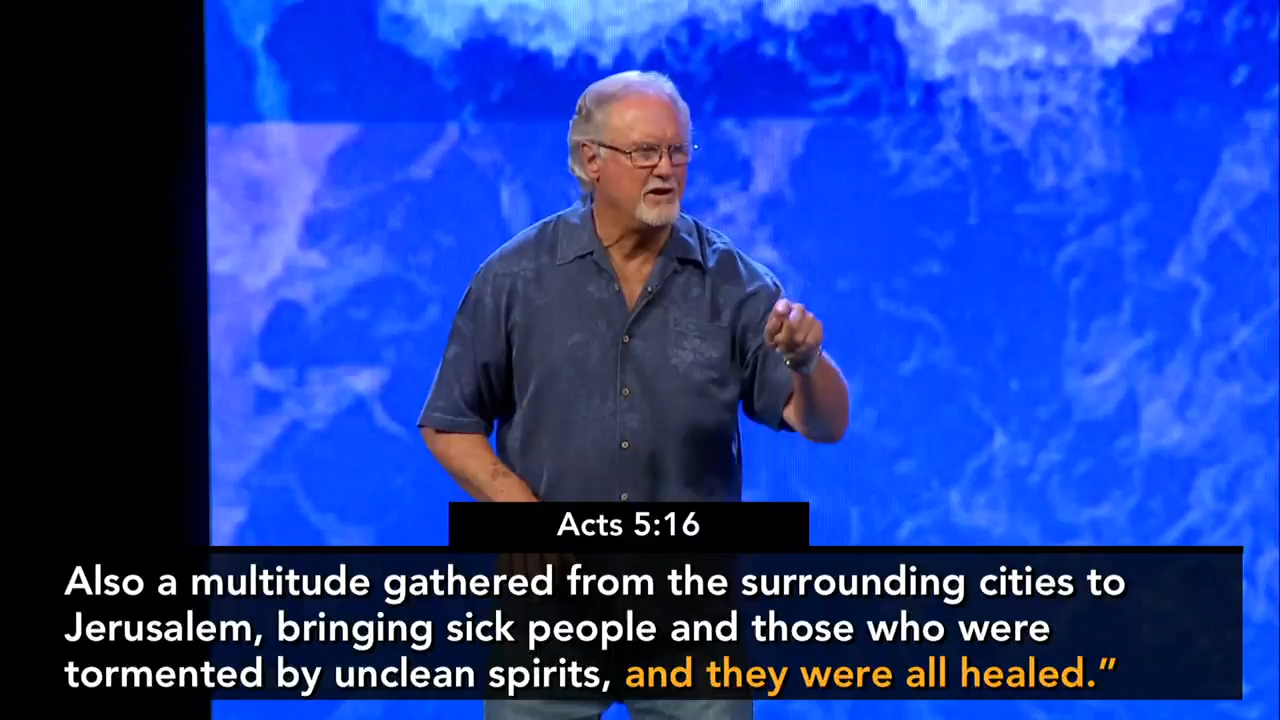 Acts 5:16
Also a multitude gathered from the surrounding cities to
Jerusalem, bringing sick people and those who were
tormented by unclean spirits, and they were all healed.”